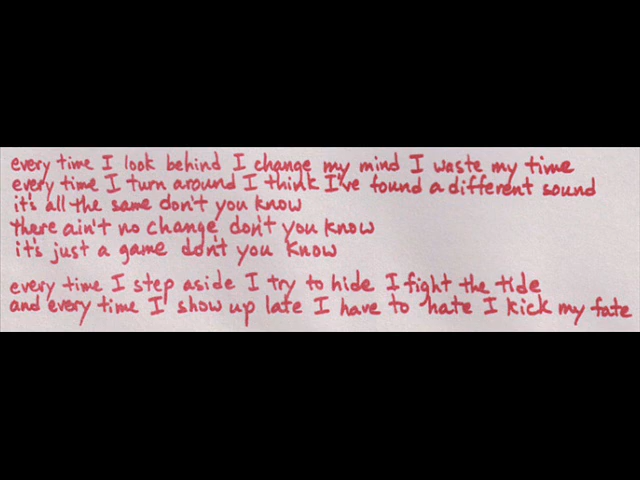 every time I look behind I change my mind I waste my time
every time I turn around I think I've found a different sound
it's all the same don't you know
there ain't no change don't you know
it's just a game don't you know
every time I step aside I try to hide I fight the tide
and every time I show up late I have to hate I kick my fate